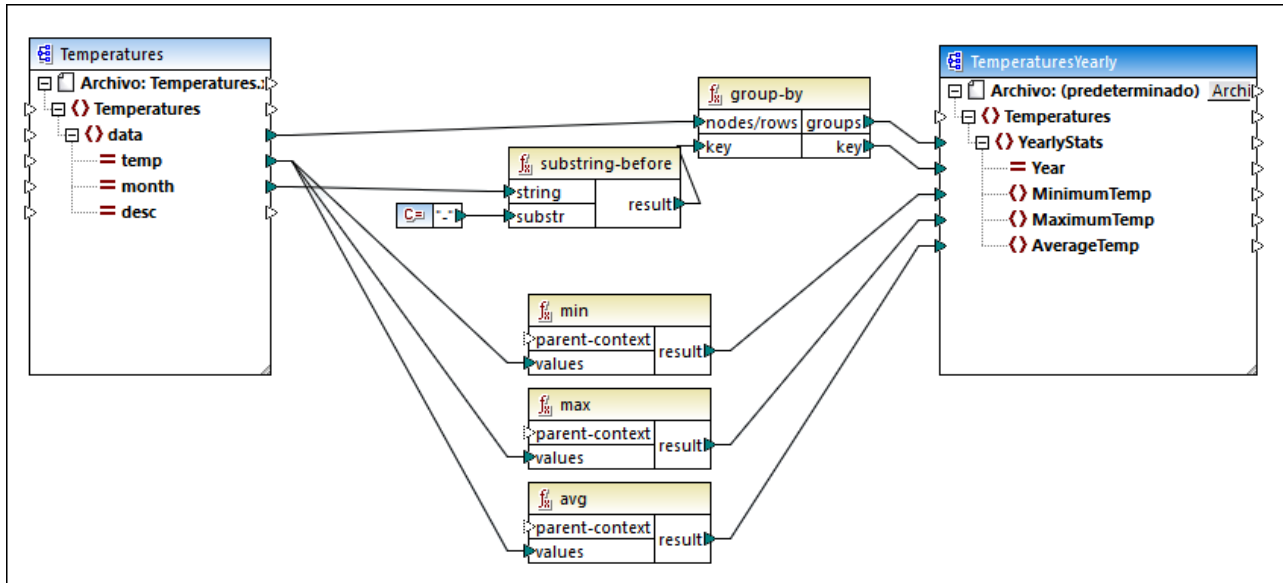 Temperatures
Archivo: Temperatures.
Temperatures
data
temp
month
desc
group-by
nodes/rows groups
key key
substring-before
string
substr
result
C= "-"
min
parent-context
values
result
max
parent-context
values
result
avg
parent-context
values
result
TemperaturesYearly
Archivo: (predeterminado) Archi
Temperatures
YearlyStats
Year
MinimumTemp
MaximumTemp
AverageTemp